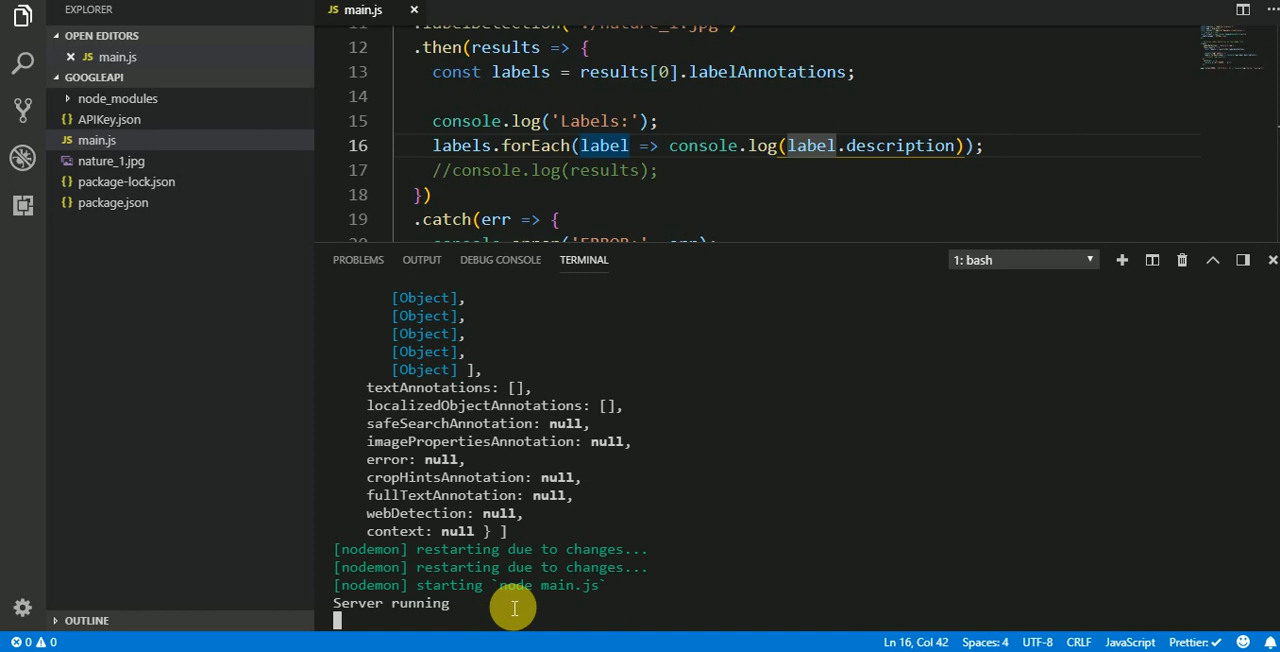 EXPLORER
JS main.js ×
OPEN EDITORS
× JS main.js
GOOGLEAPI
node_modules
{} APIKey.json
JS main.js
nature_1.jpg
{} package-lock.json
{} package.json
OUTLINE
12 .then(results => {
13 const labels = results[0].labelAnnotations;
14
15 console.log('Labels:');
16 labels.forEach(label => console.log(label.description));
17 //console.log(results);
18 })
19 .catch(err => {
PROBLEMS OUTPUT DEBUG CONSOLE TERMINAL 1: bash
[Object],
[Object],
[Object],
[Object],
[Object] ],
textAnnotations: [],
localizedObjectAnnotations: [],
safeSearchAnnotation: null,
imagePropertiesAnnotation: null,
error: null,
cropHintsAnnotation: null,
fullTextAnnotation: null,
webDetection: null,
context: null } ]
[nodemon] restarting due to changes...
[nodemon] restarting due to changes...
[nodemon] starting `node main.js`
Server running
0 0 Ln 16, Col 42 Spaces: 4 UTF-8 CRLF JavaScript Prettier: ✓